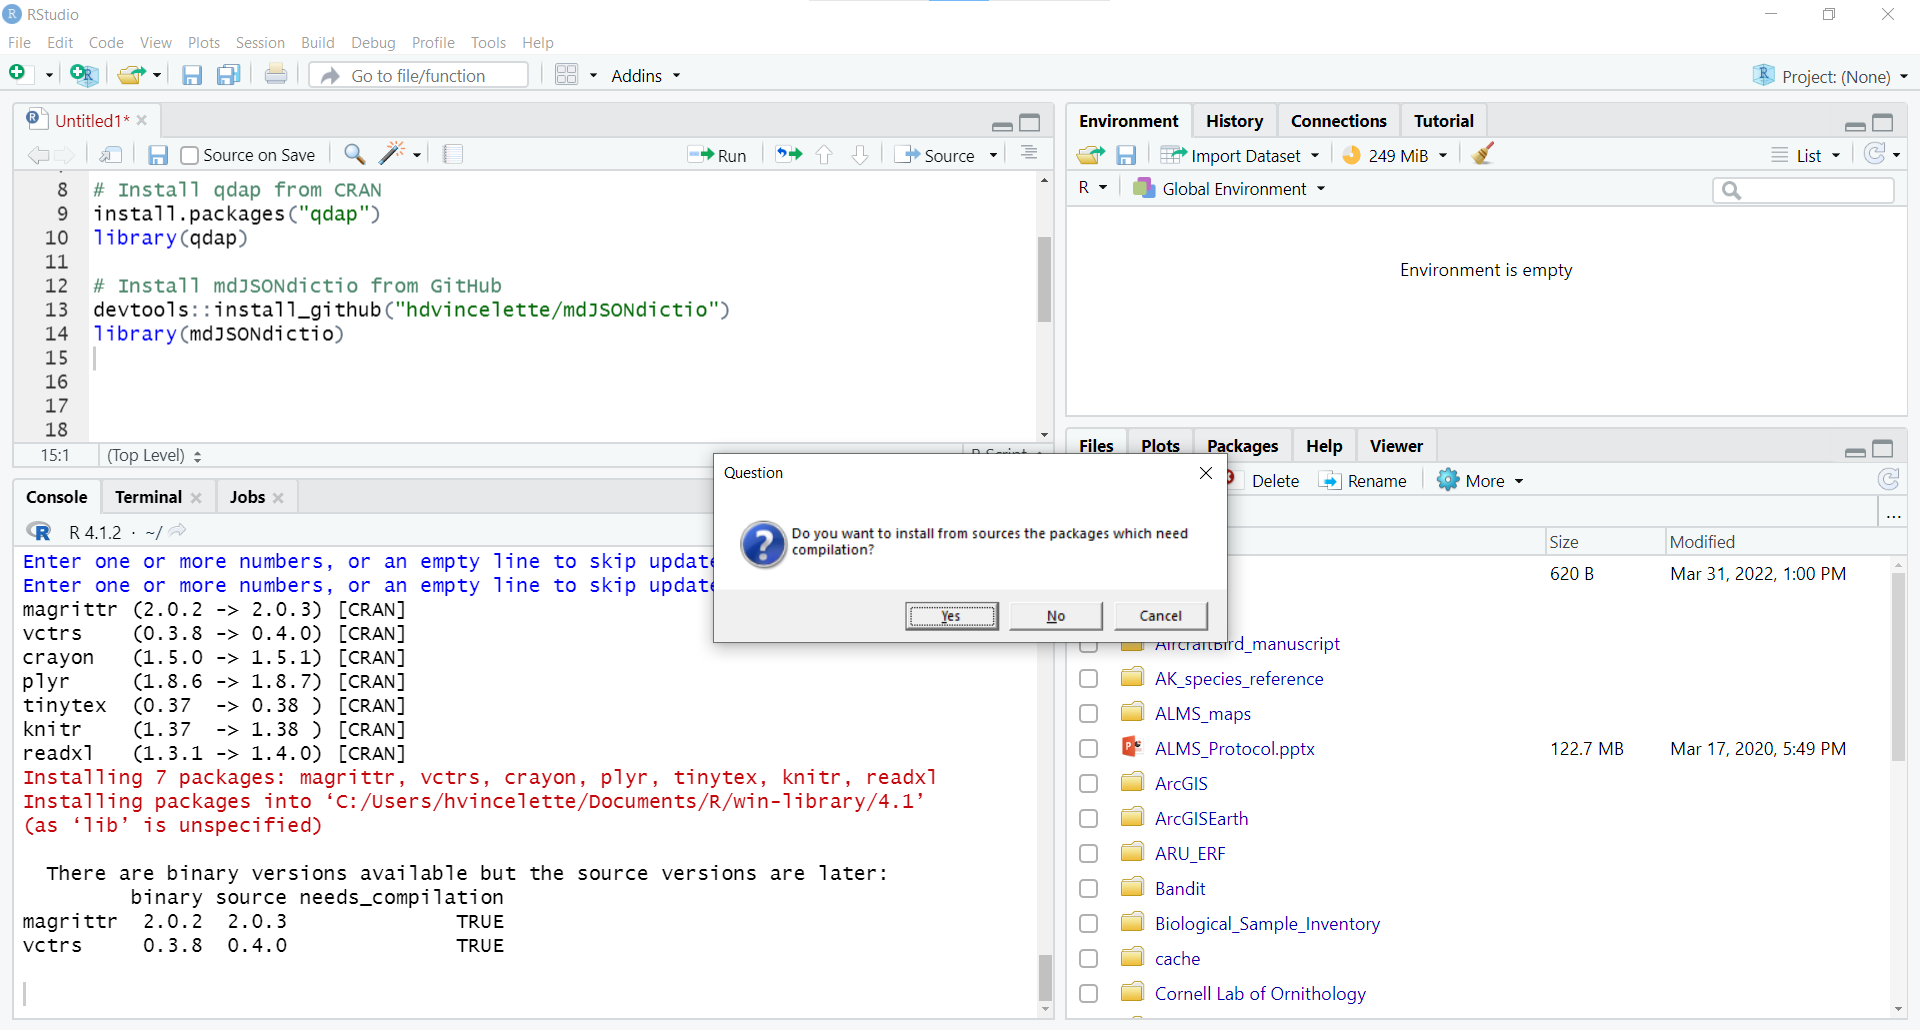 RStudio
File Edit Code View Plots Session Build Debug Profile Tools Help
Go to file/function Addins Project: (None)
Untitled1*
Source on Save Run Source
8 # Install qdap from CRAN
9 install.packages("qdap")
10 library(qdap)
11
12 # Install mdJSONdictio from GitHub
13 devtools::install_github("hdvincelette/mdJSONdictio")
14 library(mdJSONdictio)
15
16
17
18
15:1 (Top Level) R Script
Console Terminal Jobs
R 4.1.2 · ~/
Enter one or more numbers, or an empty line to skip update
Enter one or more numbers, or an empty line to skip update
magrittr (2.0.2 -> 2.0.3) [CRAN]
vctrs (0.3.8 -> 0.4.0) [CRAN]
crayon (1.5.0 -> 1.5.1) [CRAN]
plyr (1.8.6 -> 1.8.7) [CRAN]
tinytex (0.37 -> 0.38 ) [CRAN]
knitr (1.37 -> 1.38 ) [CRAN]
readxl (1.3.1 -> 1.4.0) [CRAN]
Installing 7 packages: magrittr, vctrs, crayon, plyr, tinytex, knitr, readxl
Installing packages into ‘C:/Users/hvincelette/Documents/R/win-library/4.1’
(as ‘lib’ is unspecified)
There are binary versions available but the source versions are later:
binary source needs_compilation
magrittr 2.0.2 2.0.3 TRUE
vctrs 0.3.8 0.4.0 TRUE
Question
Do you want to install from sources the packages which need
compilation?
Yes No Cancel
Environment History Connections Tutorial
Import Dataset 249 MiB List
R Global Environment
Environment is empty
Files Plots Packages Help Viewer
Delete Rename More
...
Size Modified
620 B Mar 31, 2022, 1:00 PM
AircraftBird_manuscript
AK_species_reference
ALMS_maps
ALMS_Protocol.pptx 122.7 MB Mar 17, 2020, 5:49 PM
ArcGIS
ArcGISEarth
ARU_ERF
Bandit
Biological_Sample_Inventory
cache
Cornell Lab of Ornithology